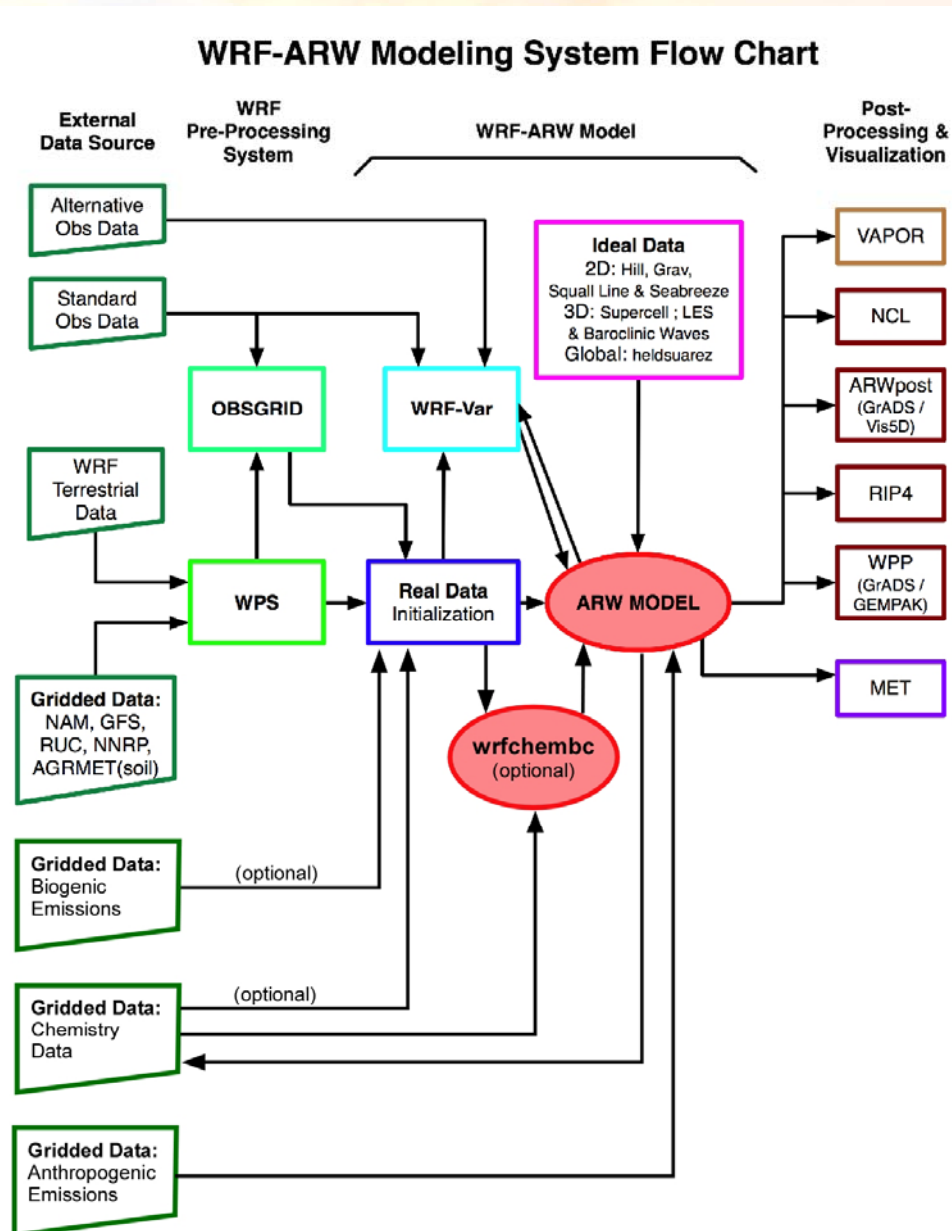 WRF-ARW Modeling System Flow Chart
External
Data Source
WRF
Pre-Processing
System
WRF-ARW Model
Post-
Processing &
Visualization
Alternative
Obs Data
Standard
Obs Data
OBSGRID
WRF-Var
Ideal Data
2D: Hill, Grav,
Squall Line & Seabreeze
3D: Supercell ; LES
& Baroclinic Waves
Global: heldsuarez
VAPOR
NCL
ARWpost
(GrADS /
Vis5D)
RIP4
WPP
(GrADS /
GEMPAK)
MET
WRF
Terrestrial
Data
WPS
Real Data
Initialization
ARW MODEL
wrfchembc
(optional)
Gridded Data:
NAM, GFS,
RUC, NNRP,
AGRMET(soil)
Gridded Data:
Biogenic
Emissions
(optional)
Gridded Data:
Chemistry
Data
(optional)
Gridded Data:
Anthropogenic
Emissions